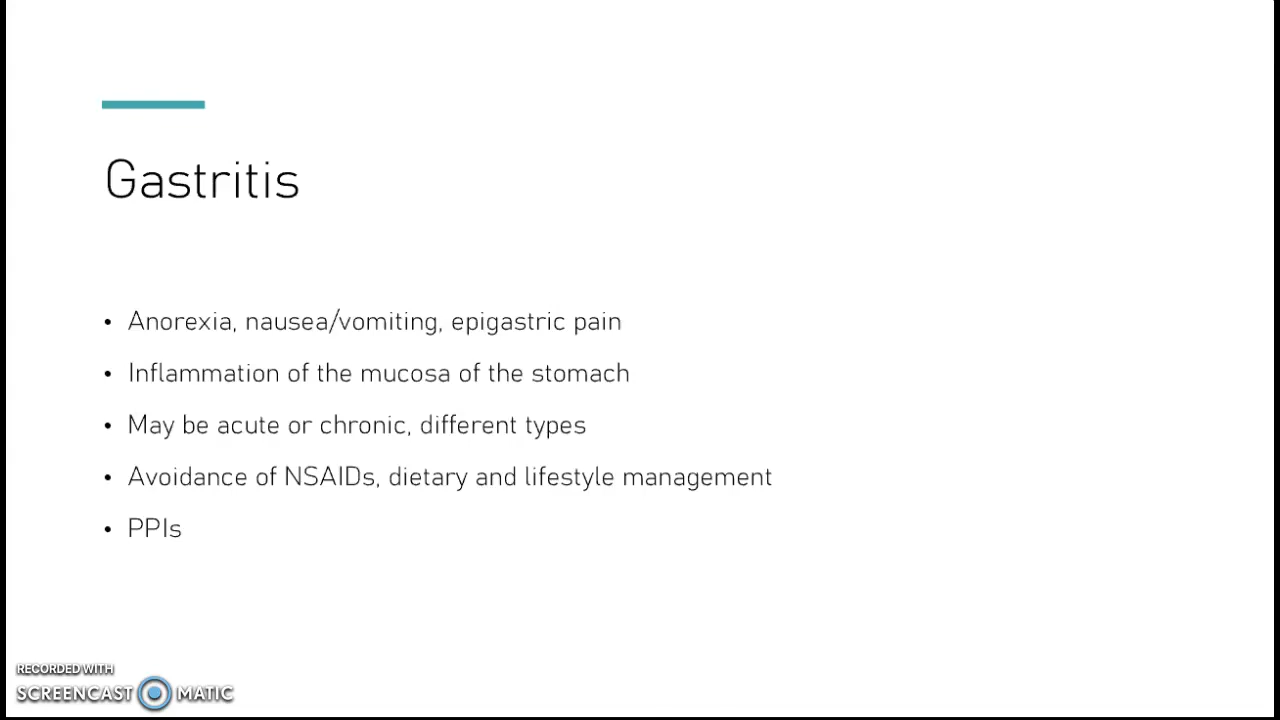 Gastritis
• Anorexia, nausea/vomiting, epigastric pain
• Inflammation of the mucosa of the stomach
• May be acute or chronic, different types
• Avoidance of NSAIDs, dietary and lifestyle management
• PPIs
RECORDED WITH
SCREENCAST MATIC